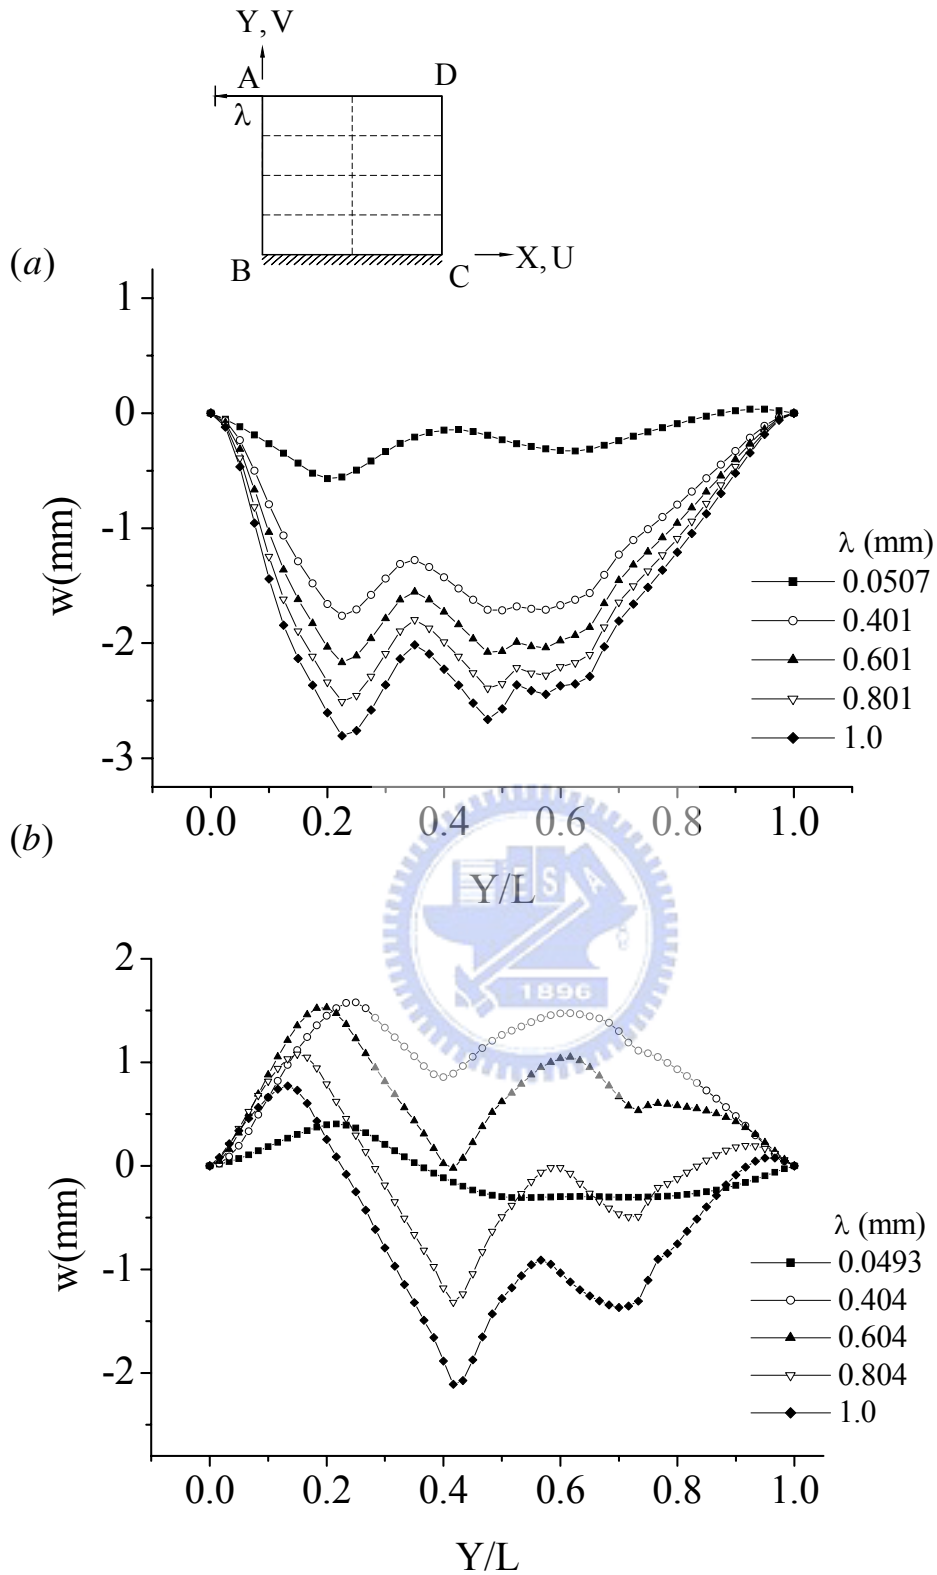 Y, V
A
D
λ
B
C
X, U
(a)
1
0
-1
-2
-3
w(mm)
λ (mm)
0.0507
0.401
0.601
0.801
1.0
0.0
0.2
0.4
0.6
0.8
1.0
Y/L
(b)
E S A
1896
2
1
0
-1
-2
w(mm)
λ (mm)
0.0493
0.404
0.604
0.804
1.0
0.0
0.2
0.4
0.6
0.8
1.0
Y/L